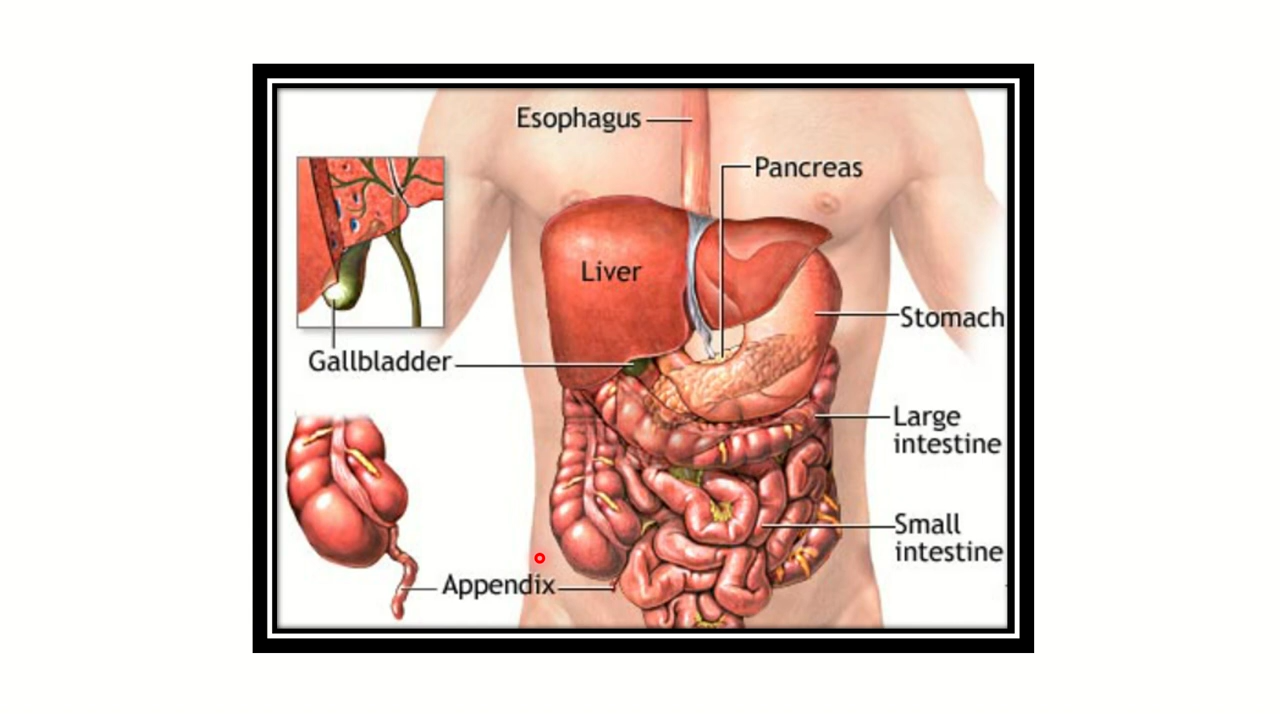 Esophagus
Pancreas
Liver
Stomach
Gallbladder
Large
intestine
Small
intestine
Appendix